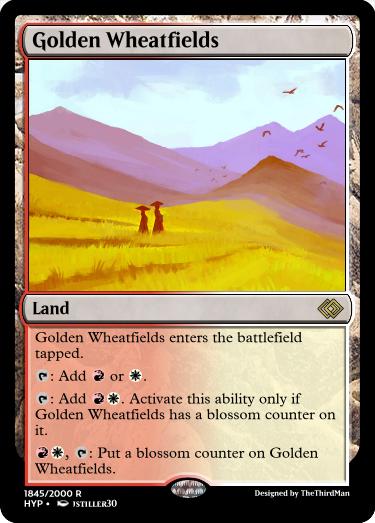 Golden Wheatfields
Land
Golden Wheatfields enters the battlefield
tapped.
: Add or .
: Add . Activate this ability only if
Golden Wheatfields has a blossom counter on
it.
, : Put a blossom counter on Golden
Wheatfields.
1845/2000 R
HYP • ISTILLER30
Designed by TheThirdMan